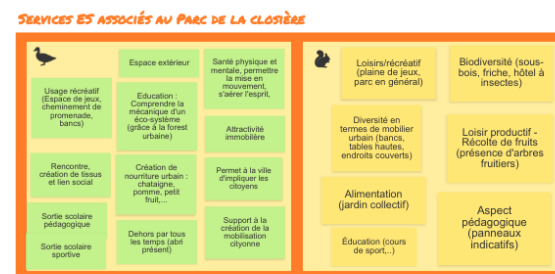 Services ES associés au Parc de la closière
Usage récréatif
(Espace de jeux,
cheminement de
promenade,
bancs)
Rencontre,
création de tissus
et lien social
Sortie scolaire
pédagogique
Sortie scolaire
sportive
Espace extérieur
Education :
Comprendre la
mécanique d'un
éco-système
(grâce à la forest
urbaine)
Création de
nourriture urbain :
chataigne,
pomme, petit
fruit,...
Dehors par tous
les temps (abri
présent)
Santé physique et
mentale, permettre
la mise en
mouvement,
s'aérer l'esprit,
Attractivité
immobilère
Permet à la ville
d'impliquer les
citoyens
Support à la
création de la
mobilisation
cityonne
Loisirs/récréatif
(plaine de jeux,
parc en général)
Diversité en
termes de mobilier
urbain (bancs,
tables hautes,
endroits couverts)
Alimentation
(jardin collectif)
Éducation (cours
de sport,..)
Biodiversité (sous-
bois, friche, hôtel à
insectes)
Loisir productif -
Récolte de fruits
(présence d'arbres
fruitiers)
Aspect
pédagogique
(panneaux
indicatifs)